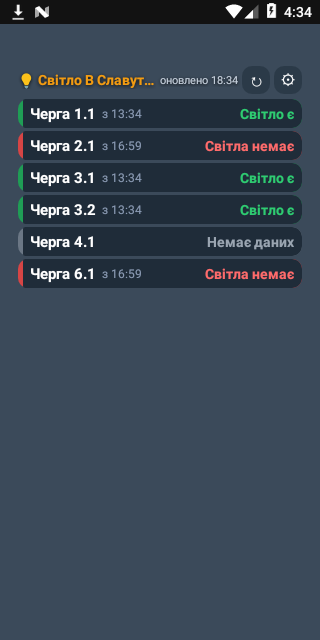 4:34
Світло В Славут… оновлено 18:34
Черга 1.1 з 13:34 Світло є
Черга 2.1 з 16:59 Світла немає
Черга 3.1 з 13:34 Світло є
Черга 3.2 з 13:34 Світло є
Черга 4.1 Немає даних
Черга 6.1 з 16:59 Світла немає